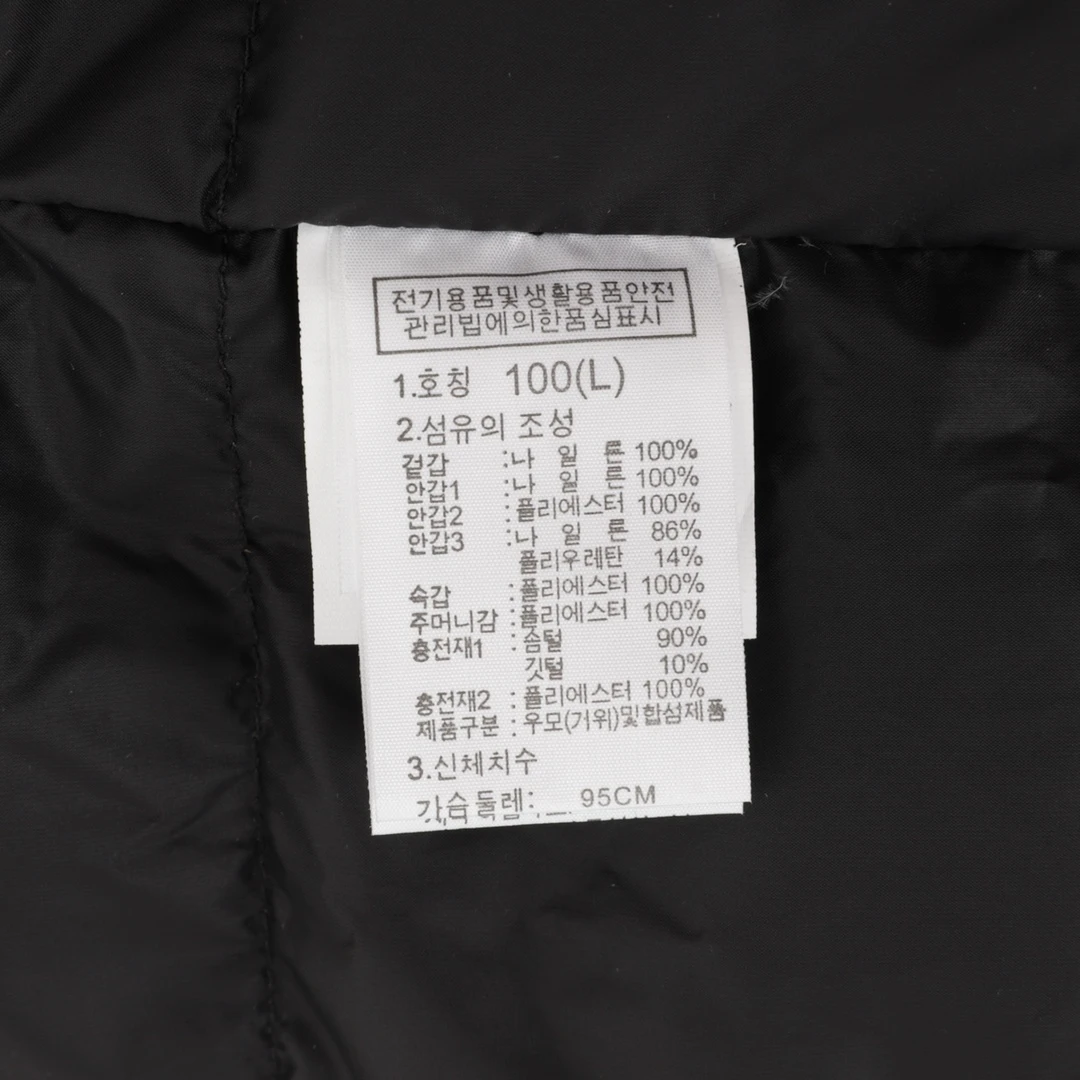 전기용품및생활용품안전
관리법에의한품심표시
1.호칭 100(L)
2.섬유의 조성
겉감 :나 일 론 100%
안감1 :나 일 론 100%
안감2 :폴리에스터 100%
안감3 :나 일 론 86%
폴리우레탄 14%
속감 :폴리에스터 100%
주머니감 :폴리에스터 100%
충전재1 :솜털 90%
깃털 10%
충전재2 :폴리에스터 100%
제품구분 :우모(거위)및합섬제품
3.신체치수
가슴둘레: 95CM